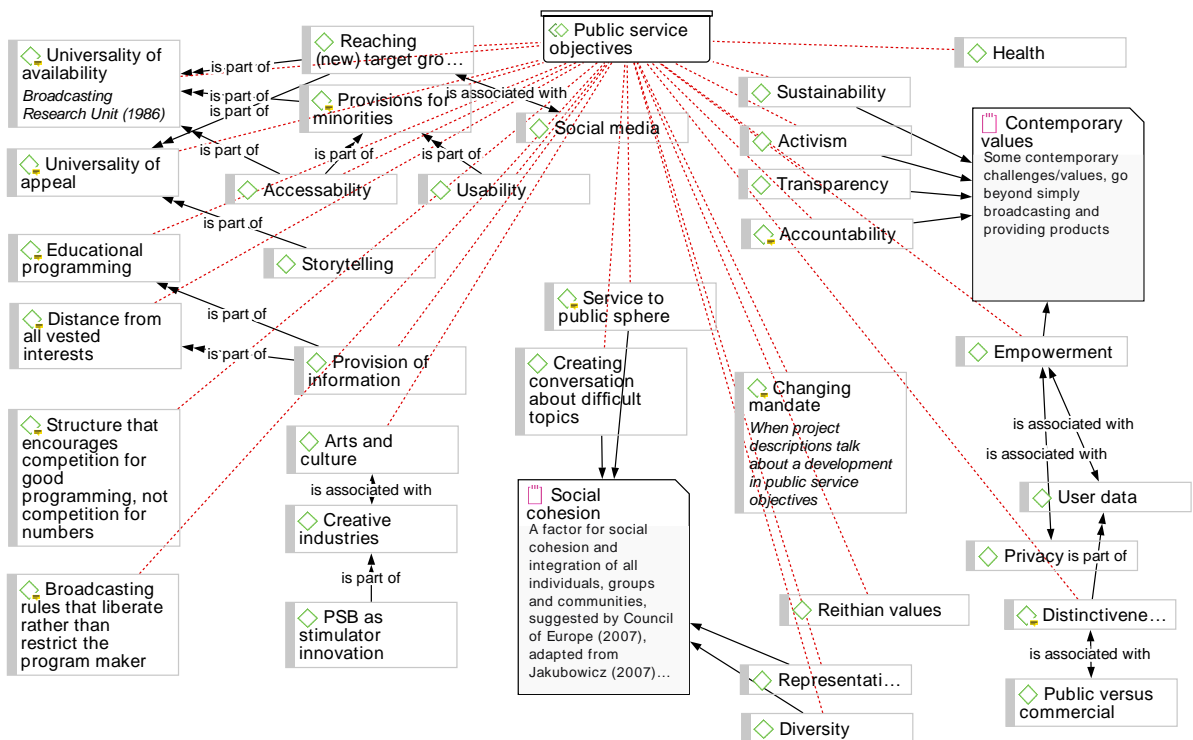 Public service
objectives
Universality of
availability
Broadcasting
Research Unit (1986)
Reaching
(new) target gro…
Health
is part of
is part of
is part of
Provisions for
minorities
is associated with
Social media
Sustainability
Activism
Transparency
Accountability
Contemporary
values
Some contemporary
challenges/values, go
beyond simply
broadcasting and
providing products
Universality of
appeal
is part of
is part of
is part of
Accessability
Usability
is part of
Educational
programming
Storytelling
Distance from
all vested
interests
is part of
is part of
Provision of
information
Service to
public sphere
Creating
conversation
about difficult
topics
Changing
mandate
When project
descriptions talk
about a development
in public service
objectives
Empowerment
is associated with
is associated with
User data
Privacy
is part of
Structure that
encourages
competition for
good
programming, not
competition for
numbers
Arts and
culture
is associated with
Creative
industries
is part of
PSB as
stimulator
innovation
Broadcasting
rules that liberate
rather than
restrict the
program maker
Social
cohesion
A factor for social
cohesion and
integration of all
individuals, groups
and communities,
suggested by Council
of Europe (2007),
adapted from
Jakubowicz (2007)…
Reithian values
Representati…
Diversity
Distinctivene…
is associated with
Public versus
commercial